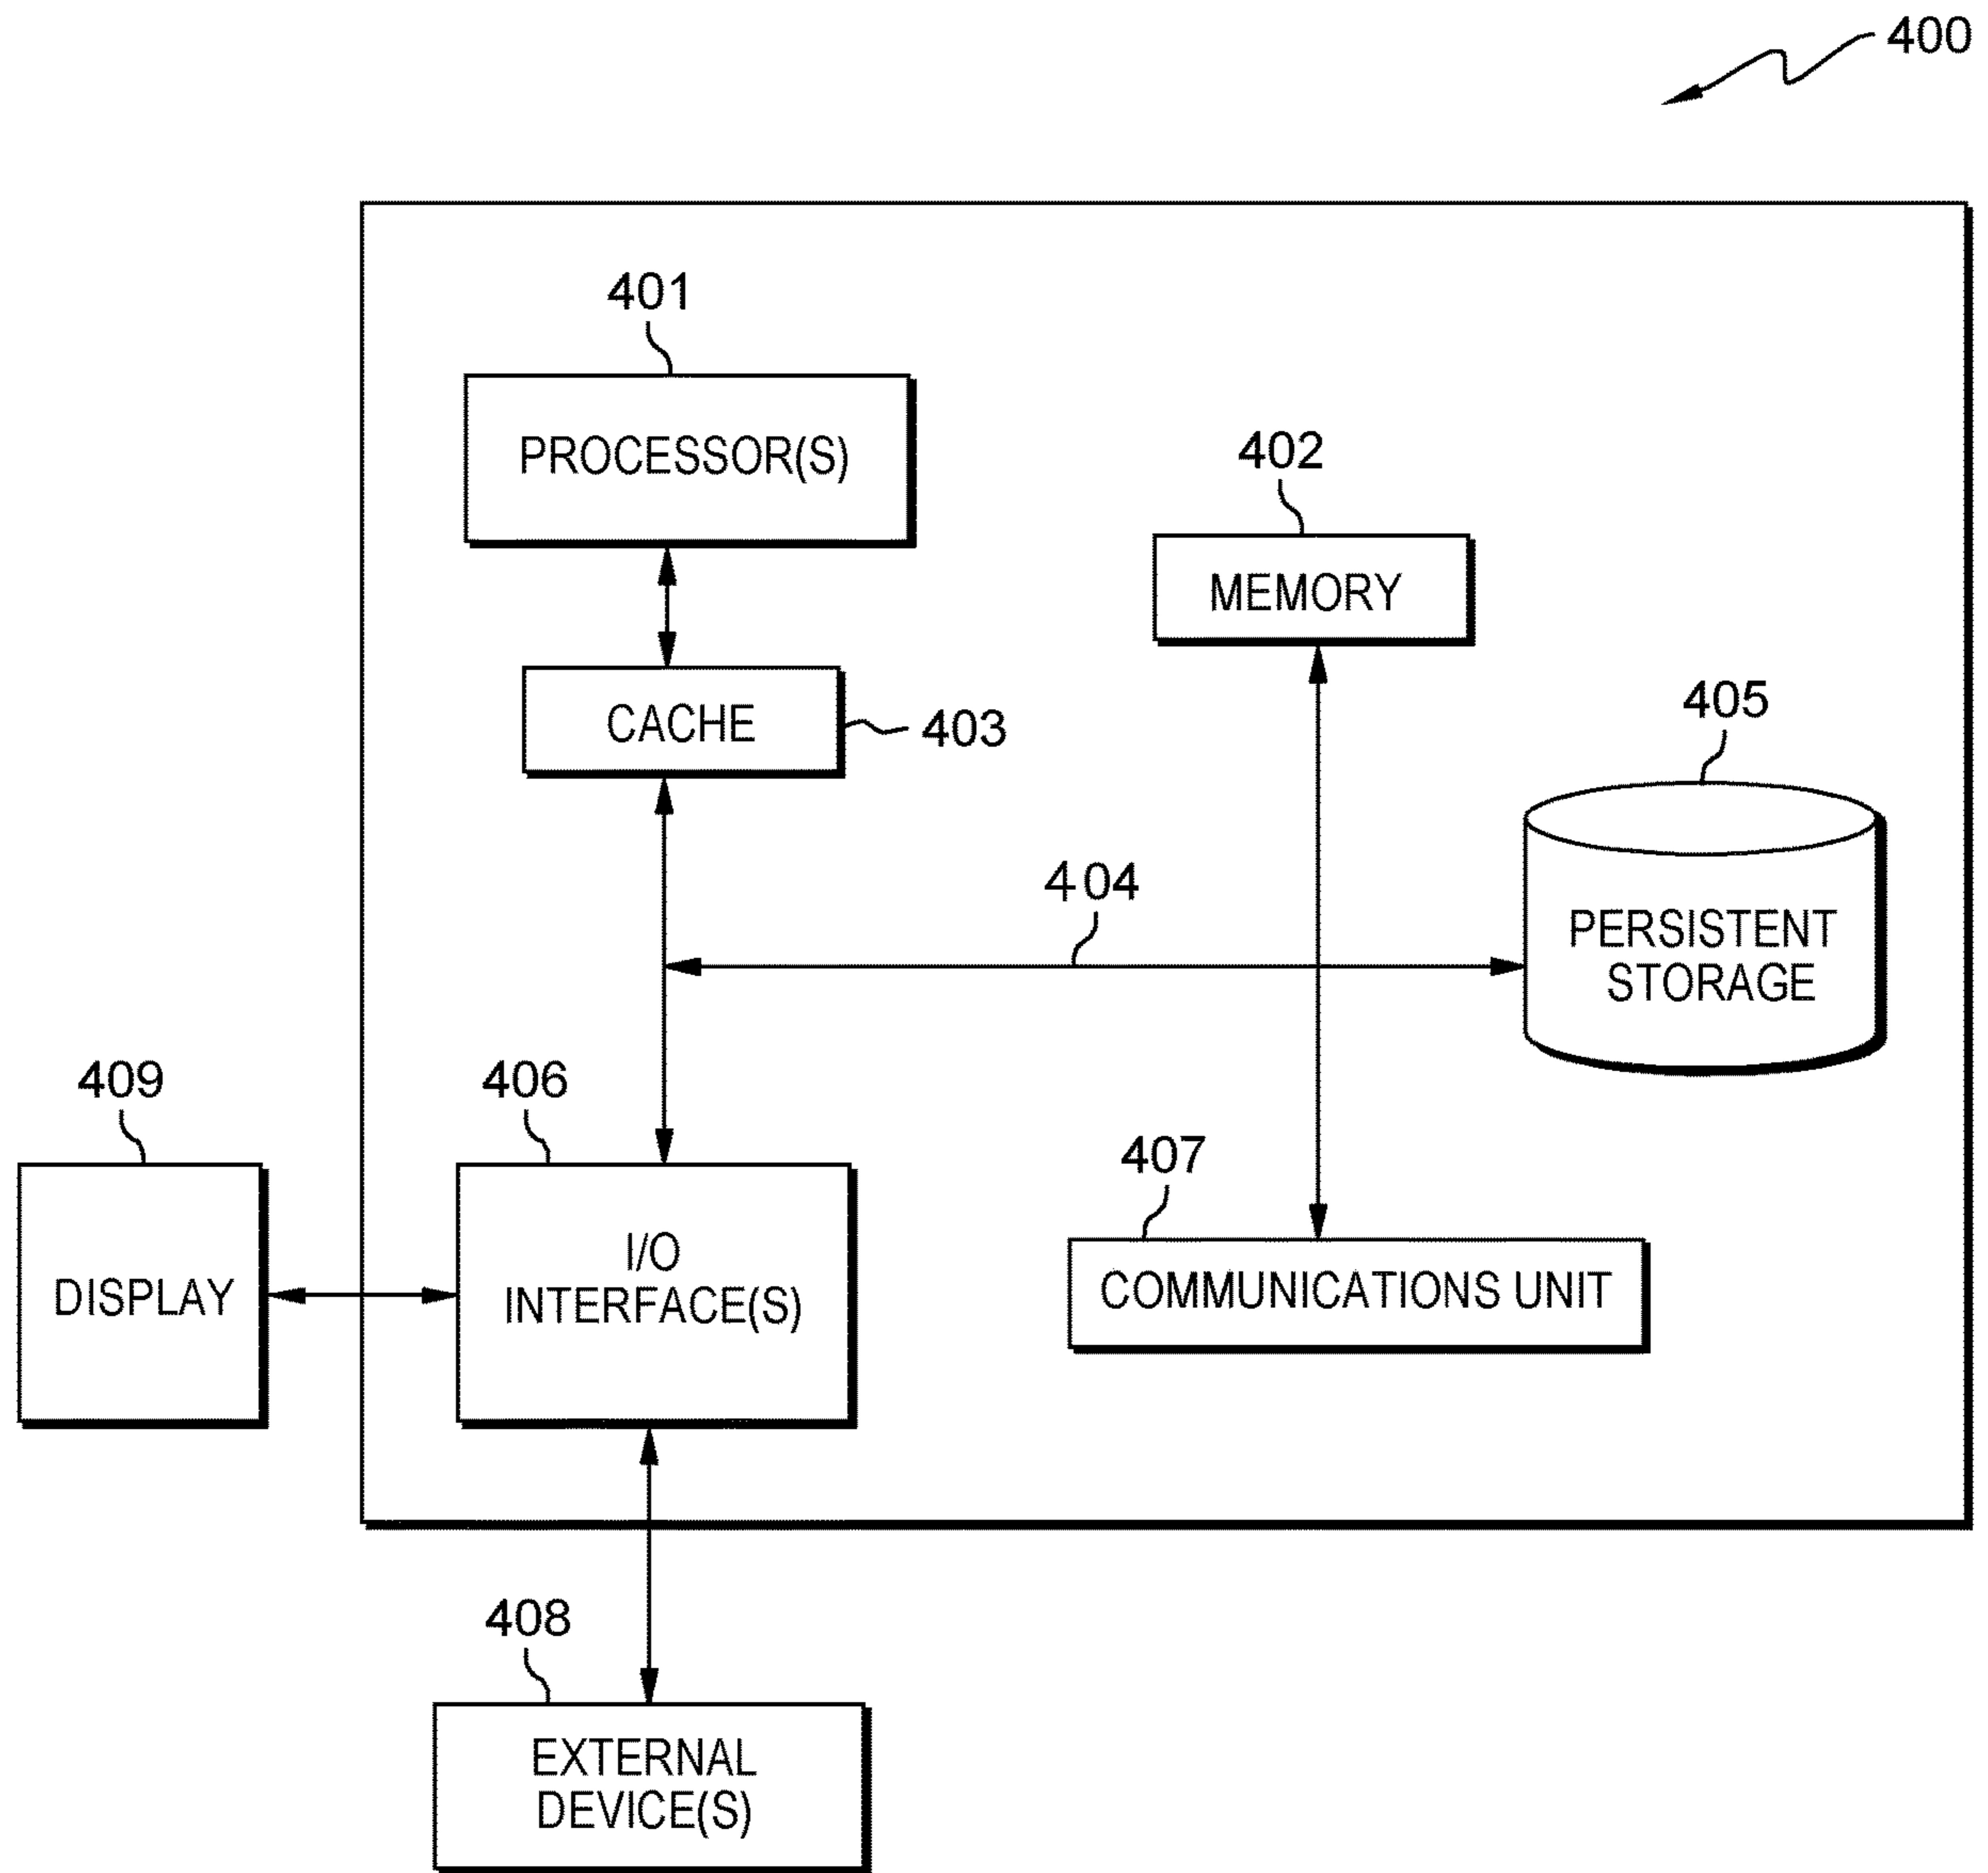 400
401
PROCESSOR(S)
402
MEMORY
CACHE
403
405
404
PERSISTENT
STORAGE
409
406
407
DISPLAY
I/O
INTERFACE(S)
COMMUNICATIONS UNIT
408
EXTERNAL
DEVICE(S)